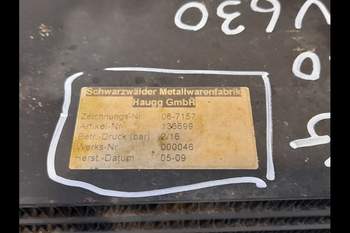 V630
Schwarzwälder Metallwarenfabrik
Haugg GmbH
Zeichnungs-Nr. 06-7157
Artikel-Nr. 136699
Betr.-Druck (bar) 2/16
Werks-Nr. 000046
Herst.-Datum 05-09